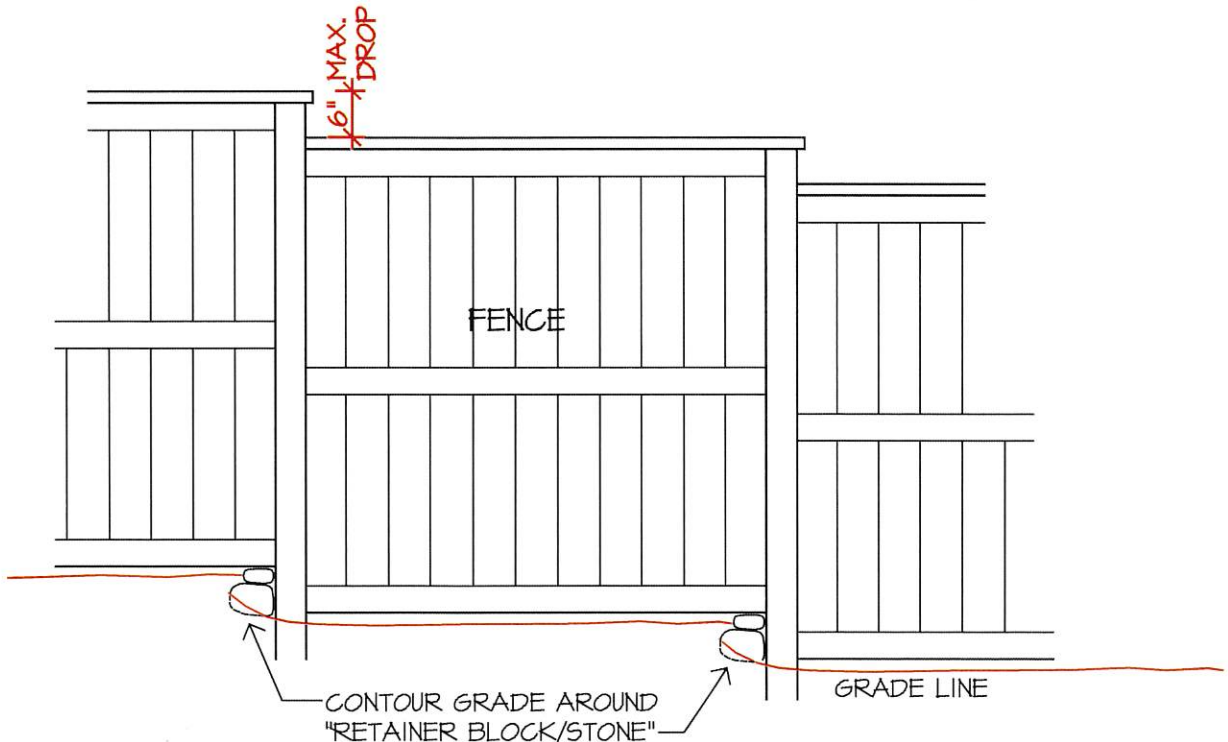 6" MAX.
DROP
FENCE
GRADE LINE
CONTOUR GRADE AROUND
"RETAINER BLOCK/STONE"